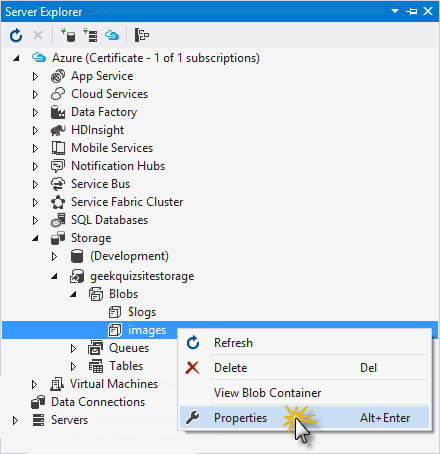 Server Explorer
Azure (Certificate - 1 of 1 subscriptions)
App Service
Cloud Services
Data Factory
HDInsight
Mobile Services
Notification Hubs
Service Bus
Service Fabric Cluster
SQL Databases
Storage
(Development)
geekquizsitestorage
Blobs
$logs
images
Refresh
Queues
Delete Del
Tables
Virtual Machines
View Blob Container
Data Connections
Servers
Properties Alt+Enter